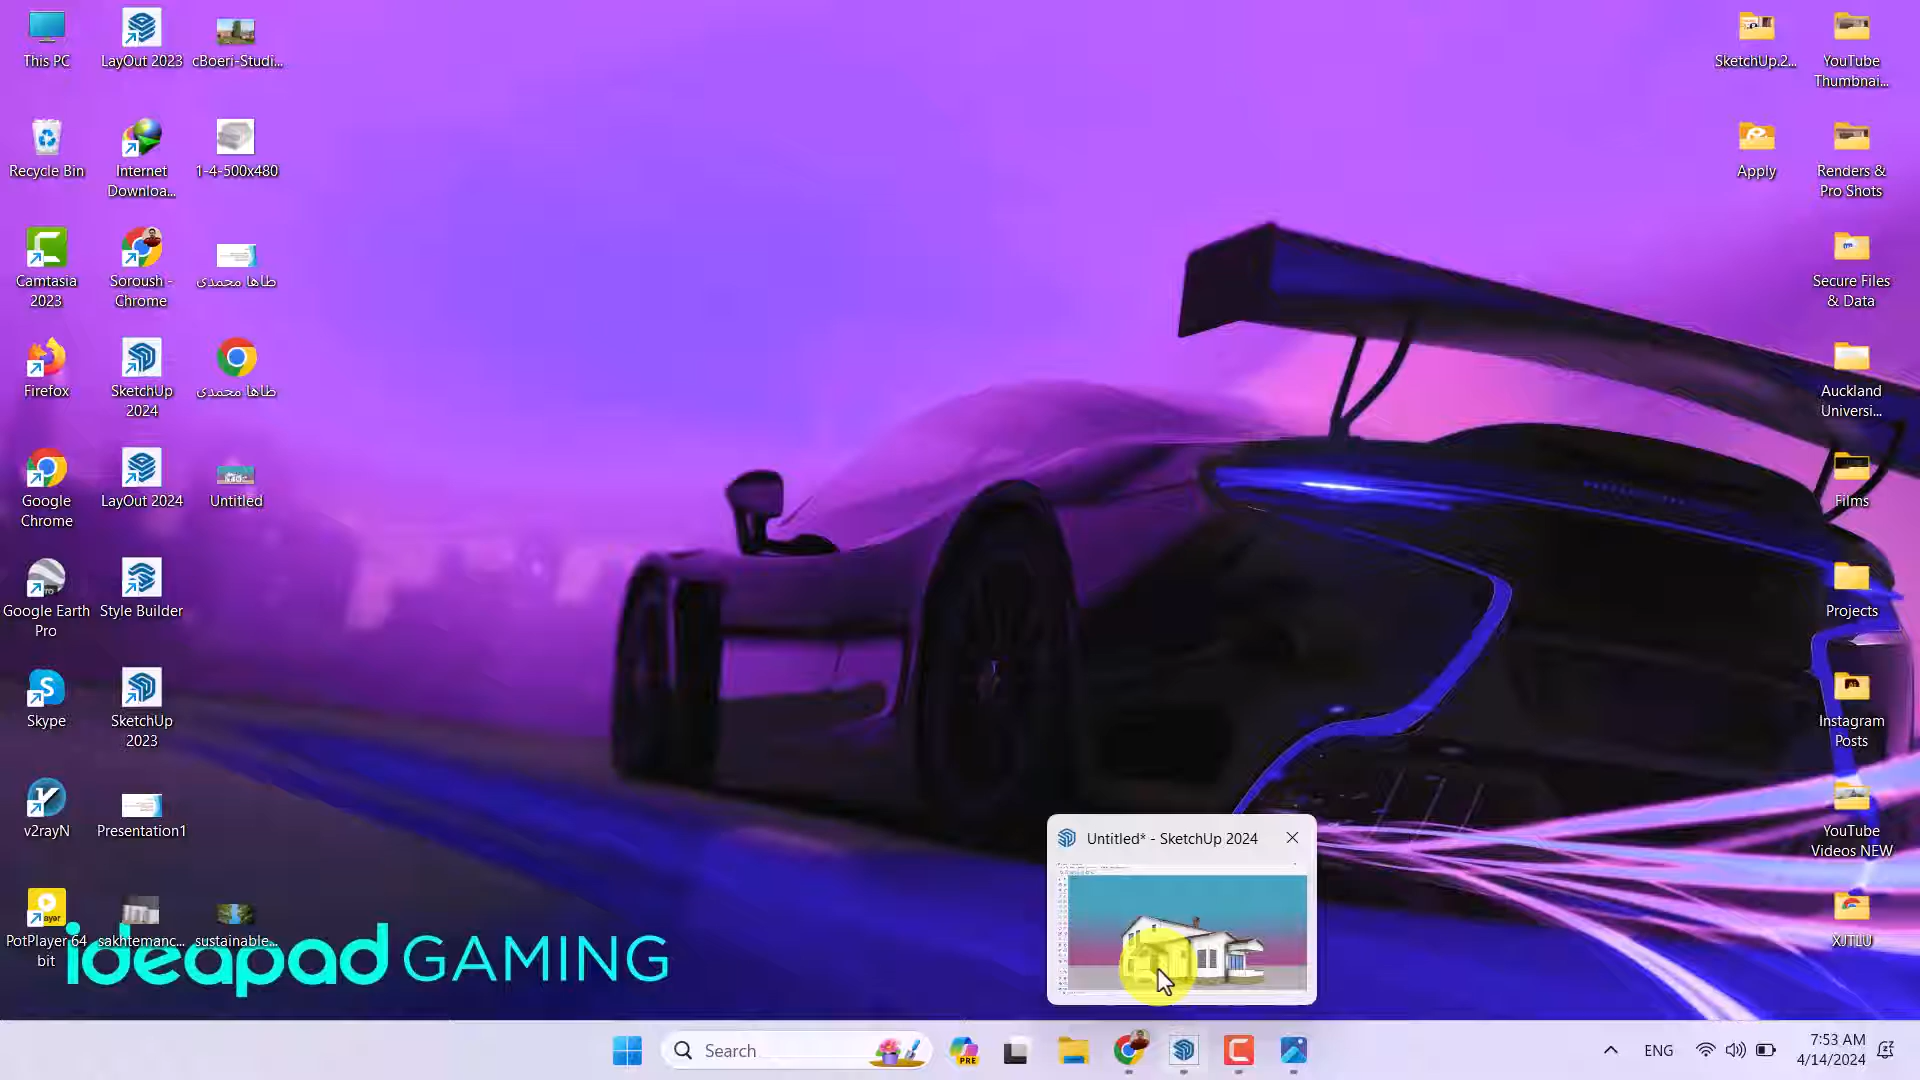 This PC
LayOut 2023
cBoeri-Studi...
Recycle Bin
Internet
Downloa...
1-4-500x480
Camtasia
2023
Soroush -
Chrome
طاها محمدی
Firefox
SketchUp
2024
طاها محمدی
Google
Chrome
LayOut 2024
Untitled
Google Earth
Pro
Style Builder
Skype
SketchUp
2023
v2rayN
Presentation1
PotPlayer 64
bit
sakhtemanc...
sustainable...
ideapad GAMING
SketchUp.2...
YouTube
Thumbnai...
Apply
Renders &
Pro Shots
Secure Files
& Data
Auckland
Universi...
Films
Projects
Instagram
Posts
YouTube
Videos NEW
XJTLU
Untitled* - SketchUp 2024
Search
PRE
ENG
7:53 AM
4/14/2024